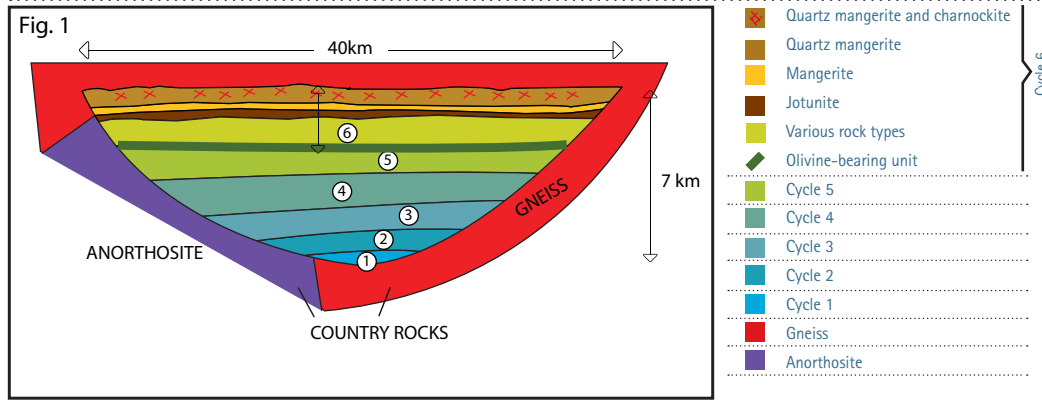 Fig. 1
40km
6
5
4
3
2
1
7 km
GNEISS
ANORTHOSITE
COUNTRY ROCKS
Quartz mangerite and charnockite
Quartz mangerite
Mangerite
Jotunite
Various rock types
Olivine-bearing unit
Cycle 6
Cycle 5
Cycle 4
Cycle 3
Cycle 2
Cycle 1
Gneiss
Anorthosite